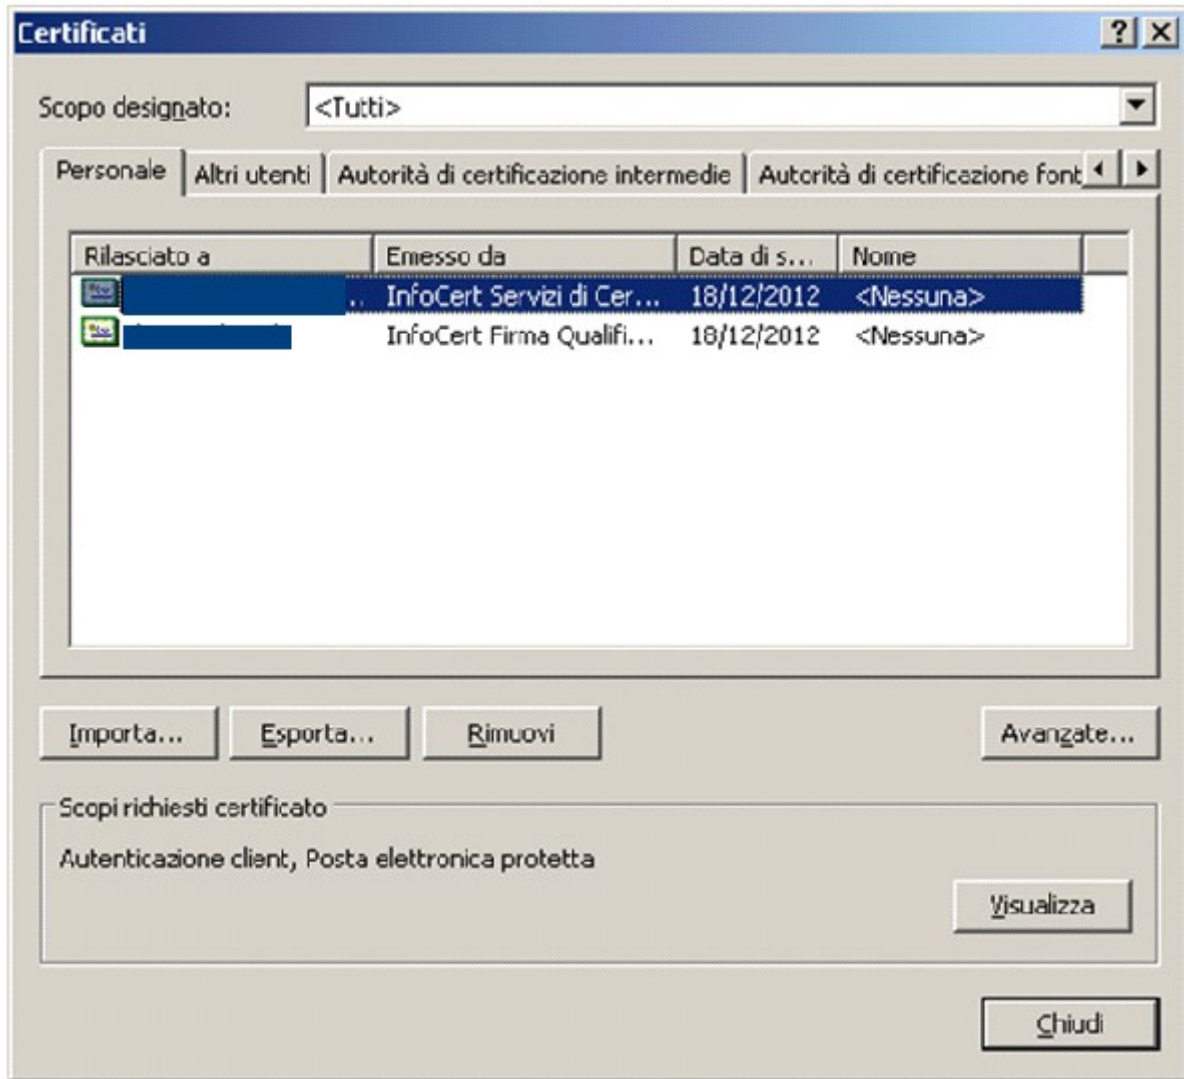 Certificati
Scopo designato: <Tutti>
Personale Altri utenti Autorità di certificazione intermedie Autorità di certificazione font
Rilasciato a Emesso da Data di s... Nome
.. InfoCert Servizi di Cer... 18/12/2012 <Nessuna>
InfoCert Firma Qualifi... 18/12/2012 <Nessuna>
Importa... Esporta... Rimuovi Avanzate...
Scopi richiesti certificato
Autenticazione client, Posta elettronica protetta
Visualizza
Chiudi